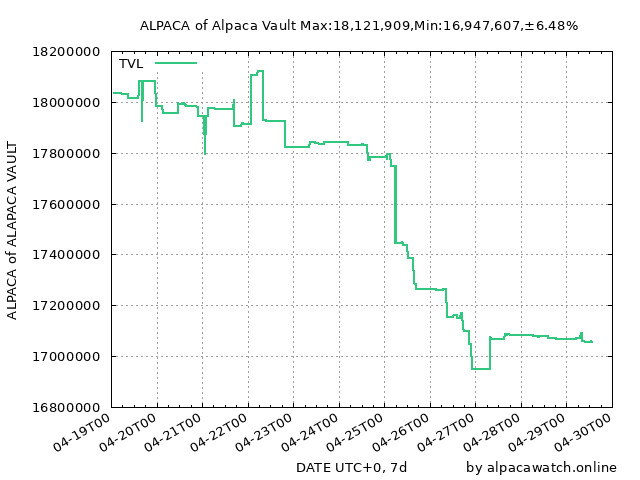 ALPACA of Alpaca Vault Max:18,121,909,Min:16,947,607,±6.48%
TVL
ALPACA of ALAPACA VAULT
18200000
18000000
17800000
17600000
17400000
17200000
17000000
16800000
04-19T00
04-20T00
04-21T00
04-22T00
04-23T00
04-24T00
04-25T00
04-26T00
04-27T00
04-28T00
04-29T00
04-30T00
DATE UTC+0, 7d
by alpacawatch.online